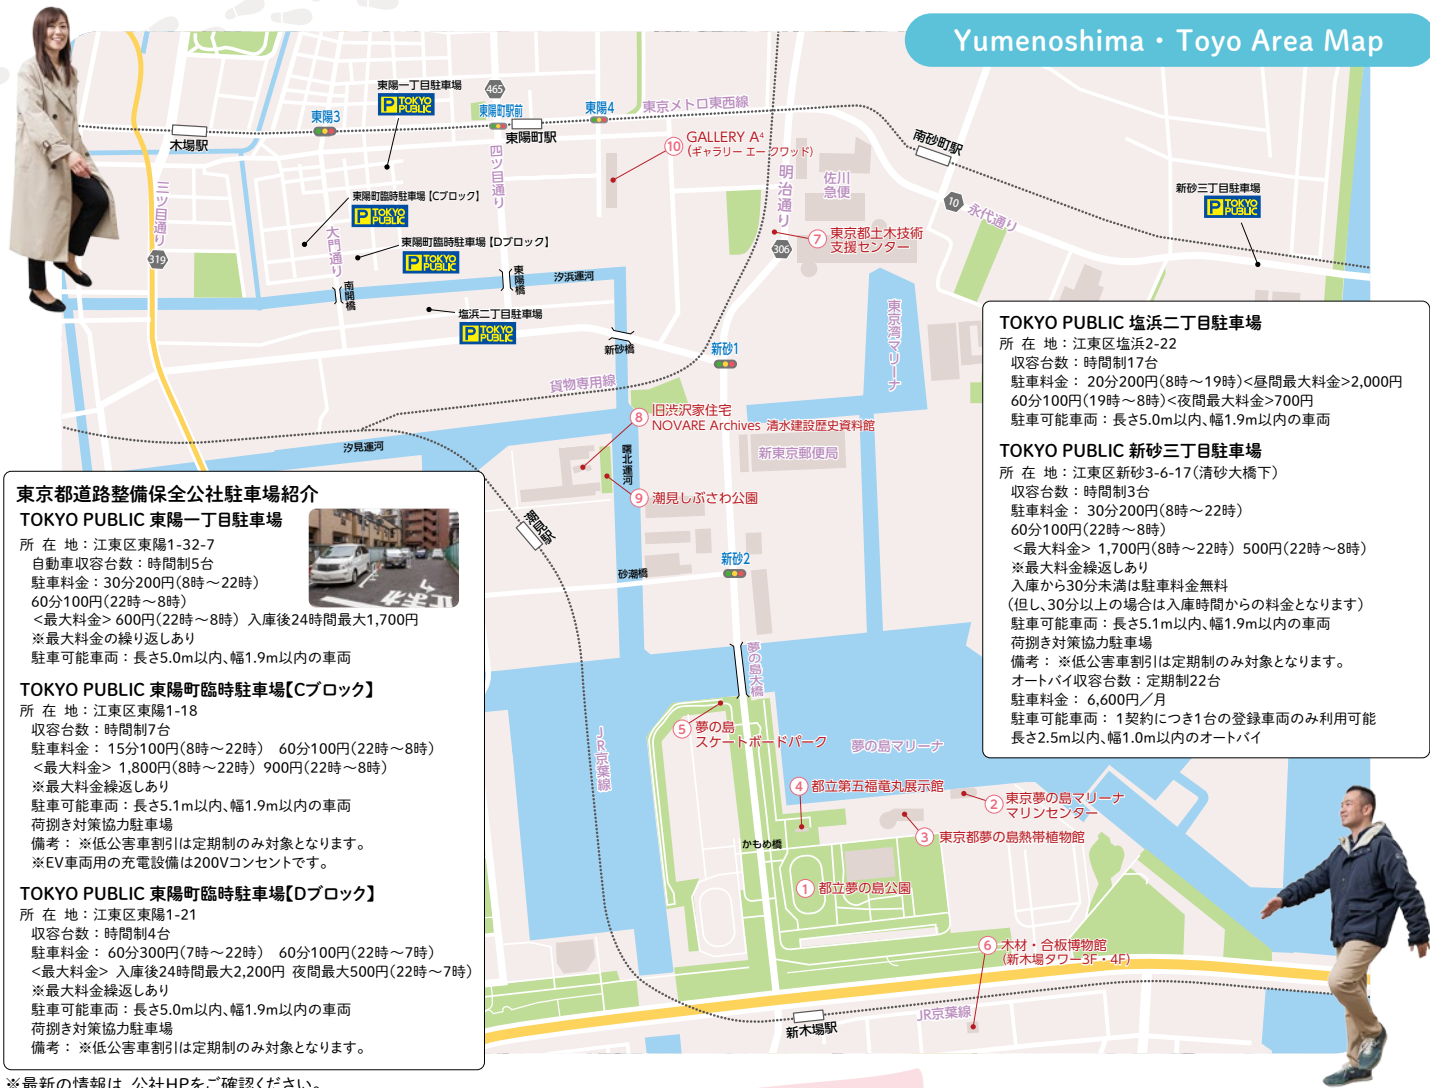 Yumenoshima・Toyo Area Map
東陽一丁目駐車場
P TOKYO PUBLIC
465
東陽3
東陽町駅前
東陽4
東京メトロ東西線
木場駅
東陽町駅
南砂町駅
⑩ GALLERY A⁴
(ギャラリー エー クワッド)
四ツ目通り
明治通り
佐川
急便
三ツ目通り
東陽町臨時駐車場【Cブロック】
P TOKYO PUBLIC
大門通り
東陽町臨時駐車場【Dブロック】
P TOKYO PUBLIC
新砂三丁目駐車場
P TOKYO PUBLIC
10
永代通り
⑦ 東京都土木技術
支援センター
306
319
南開橋
東陽橋
汐浜運河
塩浜二丁目駐車場
P TOKYO PUBLIC
新砂橋
新砂1
東京湾マリーナ
貨物専用線
⑧ 旧渋沢家住宅
NOVARE Archives 清水建設歴史資料館
汐見運河
曙北運河
新東京郵便局
⑨ 潮見しぶさわ公園
潮見駅
新砂2
砂潮橋
夢の島大橋
JR京葉線
⑤ 夢の島
スケートボードパーク
夢の島マリーナ
④ 都立第五福竜丸展示館
② 東京夢の島マリーナ
マリンセンター
③ 東京都夢の島熱帯植物館
かもめ橋
① 都立夢の島公園
⑥ 木材・合板博物館
(新木場タワー3F・4F)
新木場駅
JR京葉線
TOKYO PUBLIC 塩浜二丁目駐車場
所 在 地：江東区塩浜2-22
収容台数：時間制17台
駐車料金： 20分200円(8時～19時)<昼間最大料金>2,000円
60分100円(19時～8時)<夜間最大料金>700円
駐車可能車両：長さ5.0m以内、幅1.9m以内の車両
TOKYO PUBLIC 新砂三丁目駐車場
所 在 地：江東区新砂3-6-17(清砂大橋下)
収容台数：時間制3台
駐車料金： 30分200円(8時～22時)
60分100円(22時～8時)
<最大料金> 1,700円(8時～22時) 500円(22時～8時)
※最大料金繰返しあり
入庫から30分未満は駐車料金無料
(但し、30分以上の場合は入庫時間からの料金となります)
駐車可能車両：長さ5.1m以内、幅1.9m以内の車両
荷捌き対策協力駐車場
備考： ※低公害車割引は定期制のみ対象となります。
オートバイ収容台数：定期制22台
駐車料金： 6,600円／月
駐車可能車両： 1契約につき1台の登録車両のみ利用可能
長さ2.5m以内、幅1.0m以内のオートバイ
東京都道路整備保全公社駐車場紹介
TOKYO PUBLIC 東陽一丁目駐車場
所 在 地：江東区東陽1-32-7
自動車収容台数：時間制5台
駐車料金：30分200円(8時～22時)
60分100円(22時～8時)
<最大料金> 600円(22時～8時) 入庫後24時間最大1,700円
※最大料金の繰り返しあり
駐車可能車両：長さ5.0m以内、幅1.9m以内の車両
TOKYO PUBLIC 東陽町臨時駐車場【Cブロック】
所 在 地：江東区東陽1-18
収容台数：時間制7台
駐車料金： 15分100円(8時～22時) 60分100円(22時～8時)
<最大料金> 1,800円(8時～22時) 900円(22時～8時)
※最大料金繰返しあり
駐車可能車両：長さ5.1m以内、幅1.9m以内の車両
荷捌き対策協力駐車場
備考： ※低公害車割引は定期制のみ対象となります。
※EV車両用の充電設備は200Vコンセントです。
TOKYO PUBLIC 東陽町臨時駐車場【Dブロック】
所 在 地：江東区東陽1-21
収容台数：時間制4台
駐車料金： 60分300円(7時～22時) 60分100円(22時～7時)
<最大料金> 入庫後24時間最大2,200円 夜間最大500円(22時～7時)
※最大料金繰返しあり
駐車可能車両：長さ5.0m以内、幅1.9m以内の車両
荷捌き対策協力駐車場
備考： ※低公害車割引は定期制のみ対象となります。
※最新の情報は、公社HPをご確認ください。